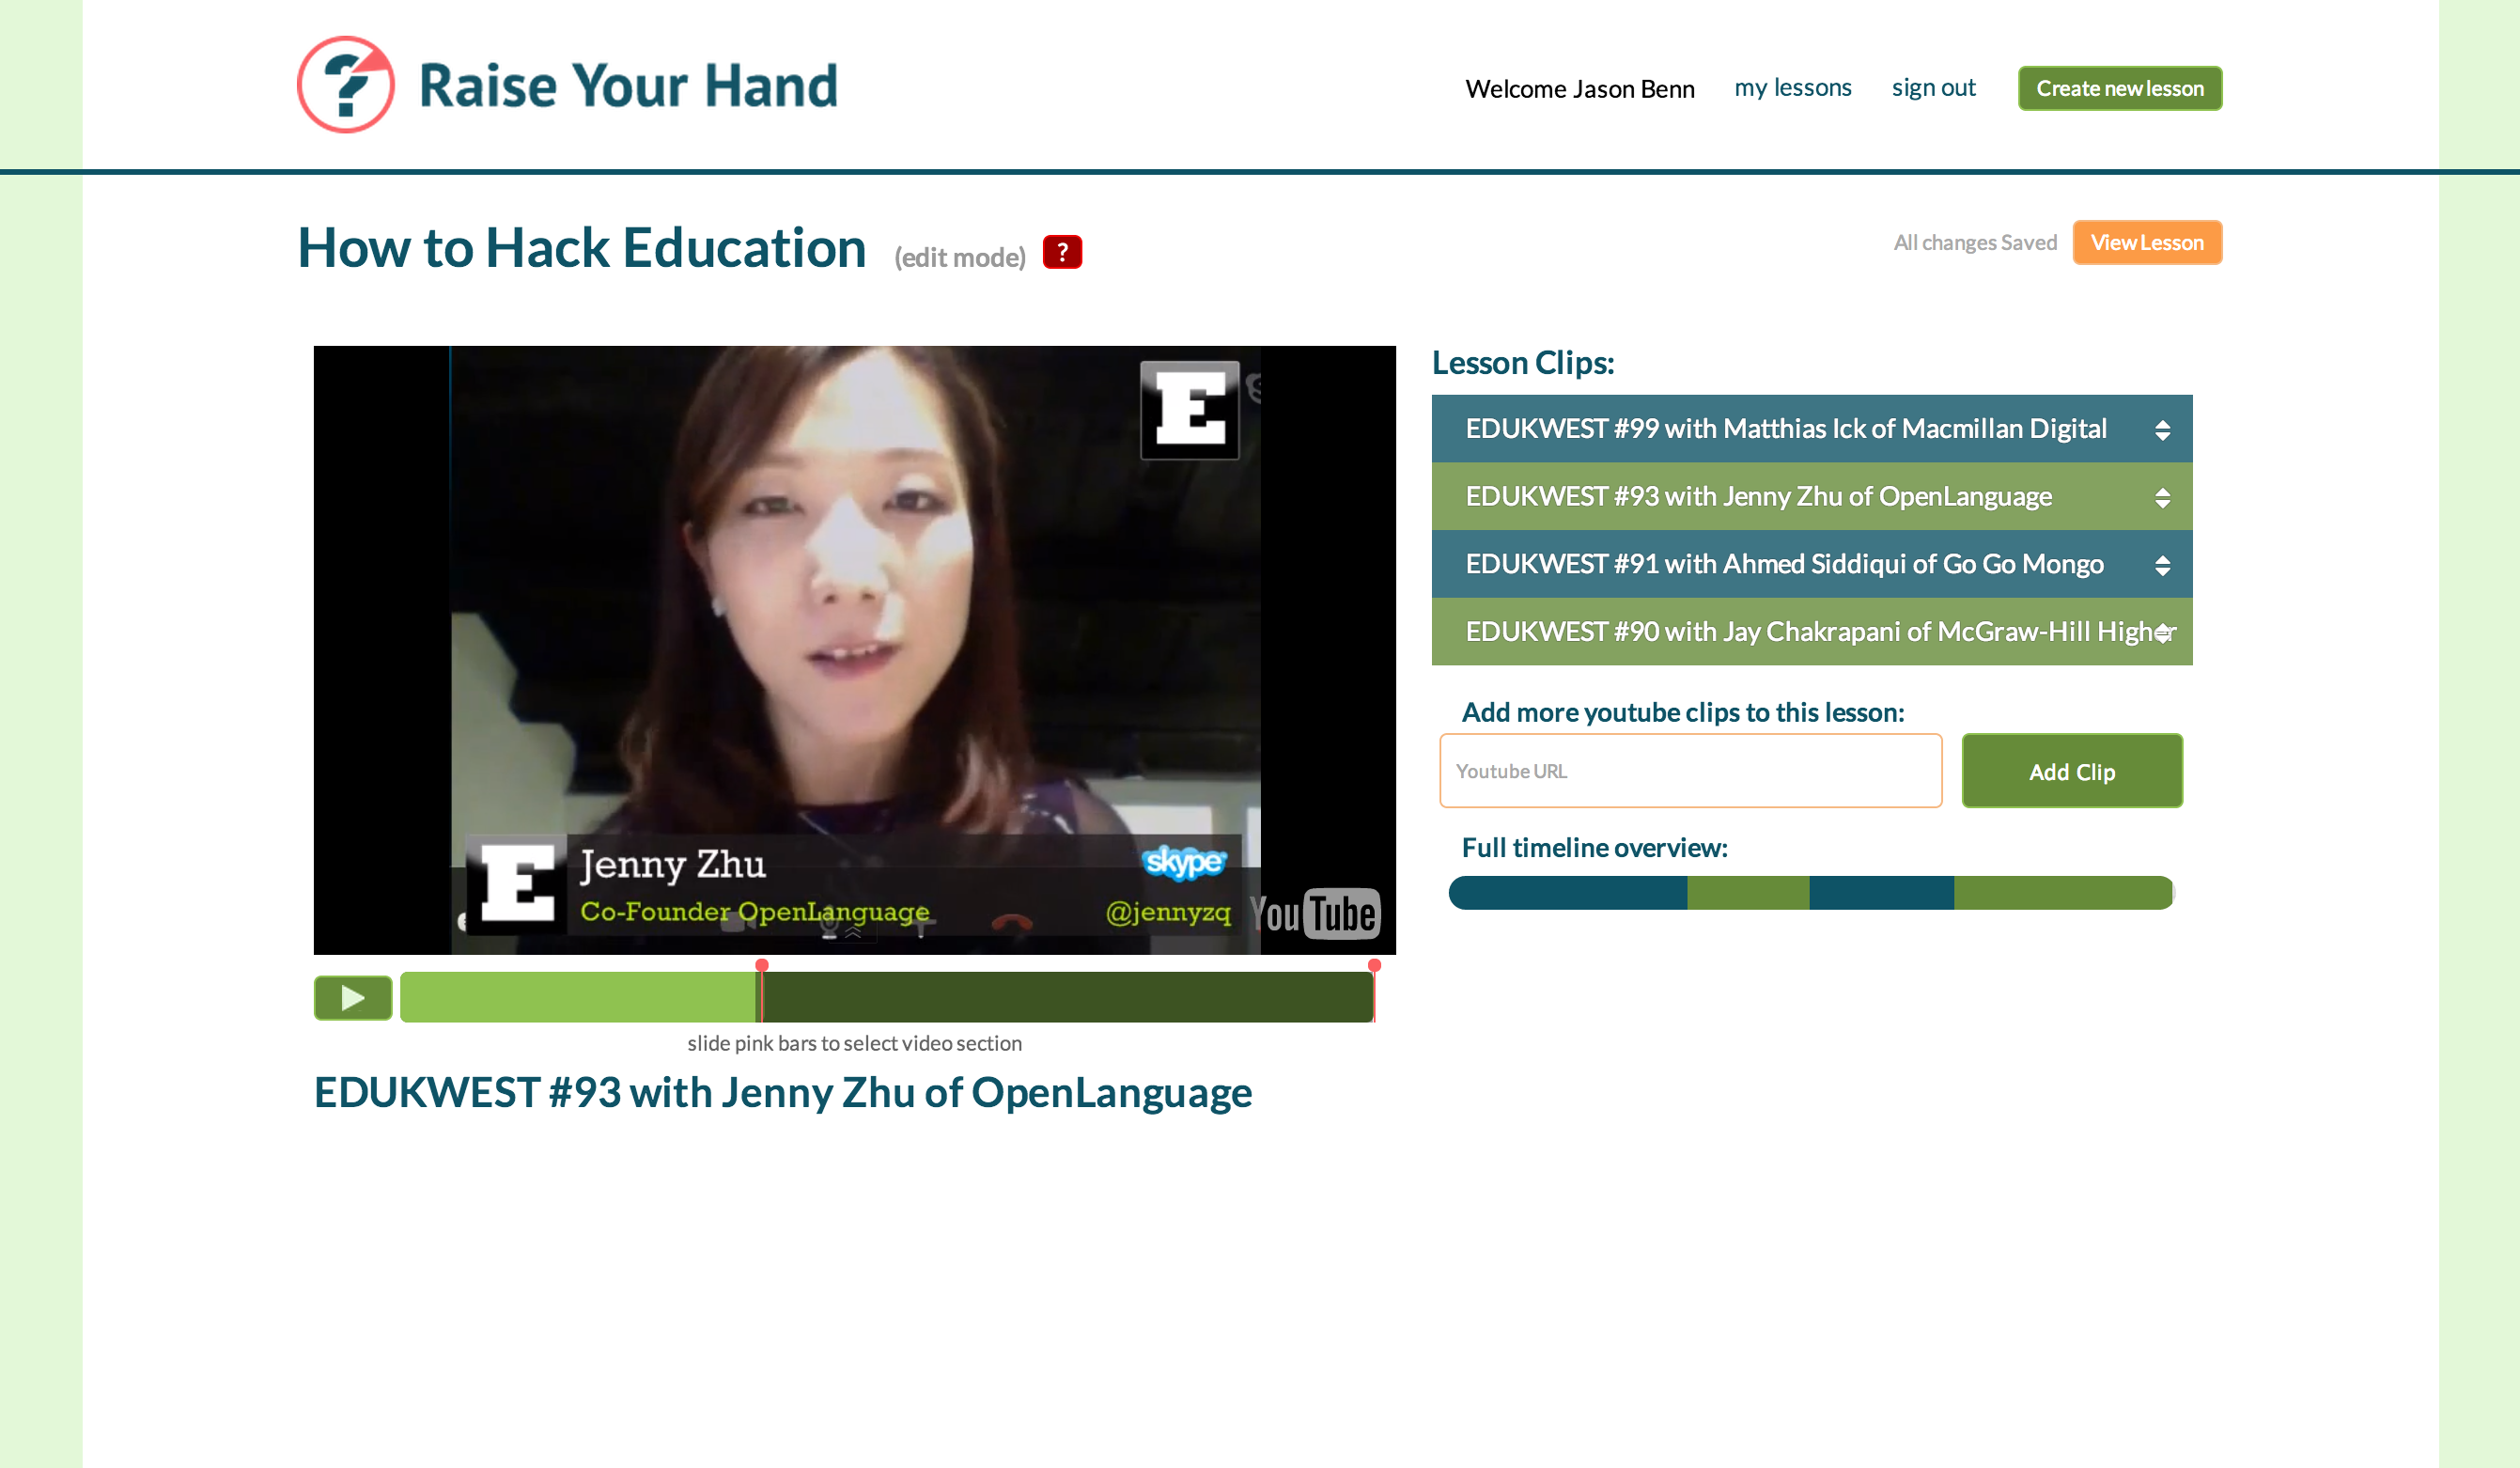 Raise Your Hand
Welcome Jason Benn
my lessons
sign out
Create new lesson
How to Hack Education
(edit mode)
?
All changes Saved
View Lesson
E
E
Jenny Zhu
skype
Co-Founder OpenLanguage
@jennyzq
YouTube
slide pink bars to select video section
EDUKWEST #93 with Jenny Zhu of OpenLanguage
Lesson Clips:
EDUKWEST #99 with Matthias Ick of Macmillan Digital
EDUKWEST #93 with Jenny Zhu of OpenLanguage
EDUKWEST #91 with Ahmed Siddiqui of Go Go Mongo
EDUKWEST #90 with Jay Chakrapani of McGraw-Hill Higher
Add more youtube clips to this lesson:
Youtube URL
Add Clip
Full timeline overview: